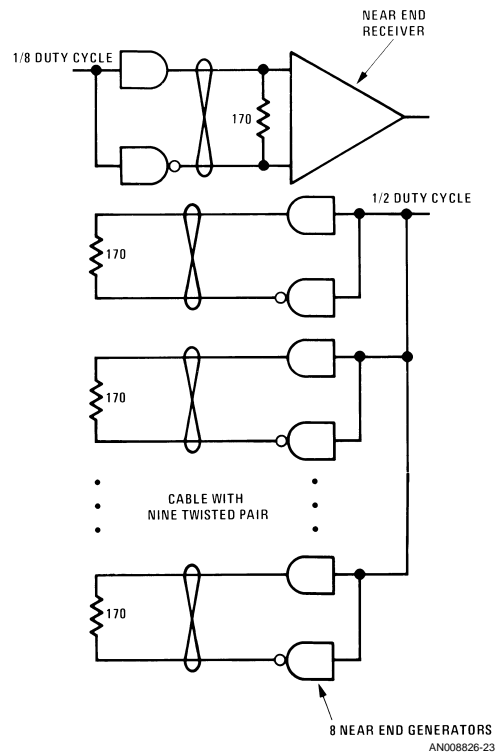 NEAR END
RECEIVER
1/8 DUTY CYCLE
170
1/2 DUTY CYCLE
170
170
CABLE WITH
NINE TWISTED PAIR
170
8 NEAR END GENERATORS
AN008826-23